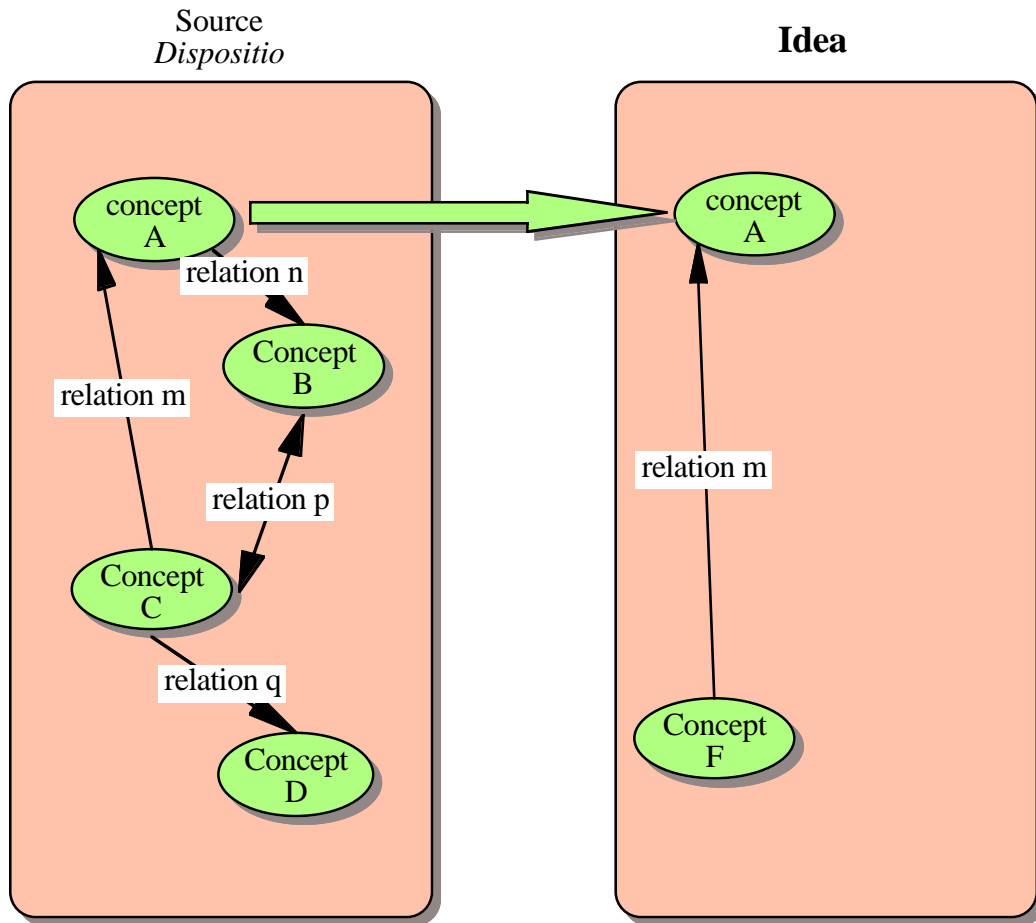 Source
Dispositio
Idea
concept
A
relation n
Concept
B
relation m
relation p
Concept
C
relation q
Concept
D
concept
A
relation m
Concept
F